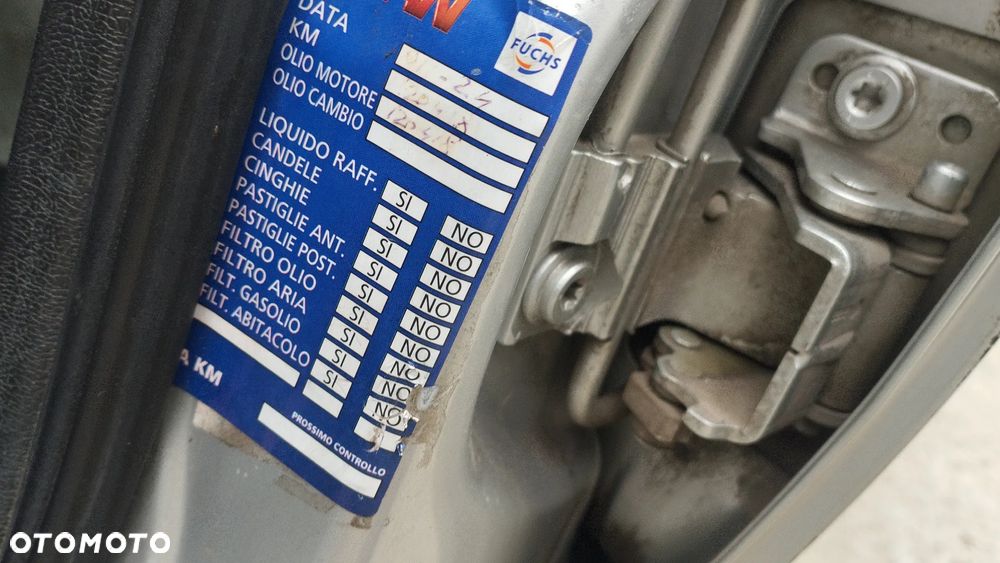 FUCHS
DATA
KM
OLIO MOTORE
OLIO CAMBIO
LIQUIDO RAFF. SI NO
CANDELE SI NO
CINGHIE SI NO
PASTIGLIE ANT. SI NO
PASTIGLIE POST. SI NO
FILTRO OLIO SI NO
FILTRO ARIA SI NO
FILT. GASOLIO SI NO
FILT. ABITACOLO SI NO
A KM
PROSSIMO CONTROLLO
OTOMOTO